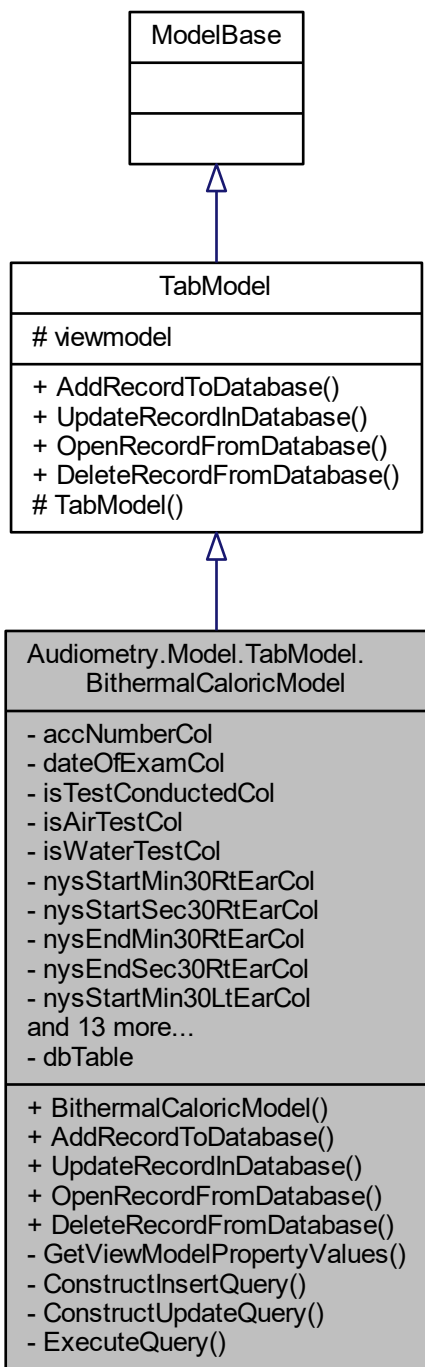 ModelBase
TabModel
# viewmodel
+ AddRecordToDatabase()
+ UpdateRecordInDatabase()
+ OpenRecordFromDatabase()
+ DeleteRecordFromDatabase()
# TabModel()
Audiometry.Model.TabModel.
BithermalCaloricModel
- accNumberCol
- dateOfExamCol
- isTestConductedCol
- isAirTestCol
- isWaterTestCol
- nysStartMin30RtEarCol
- nysStartSec30RtEarCol
- nysEndMin30RtEarCol
- nysEndSec30RtEarCol
- nysStartMin30LtEarCol
and 13 more...
- dbTable
+ BithermalCaloricModel()
+ AddRecordToDatabase()
+ UpdateRecordInDatabase()
+ OpenRecordFromDatabase()
+ DeleteRecordFromDatabase()
- GetViewModelPropertyValues()
- ConstructInsertQuery()
- ConstructUpdateQuery()
- ExecuteQuery()